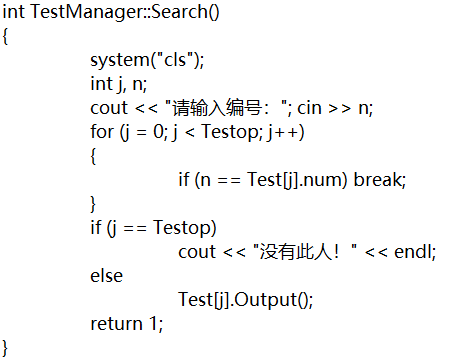 int TestManager::Search()
{
system("cls");
int j, n;
cout << "请输入编号："; cin >> n;
for (j = 0; j < Testop; j++)
{
if (n == Test[j].num) break;
}
if (j == Testop)
cout << "没有此人！" << endl;
else
Test[j].Output();
return 1;
}